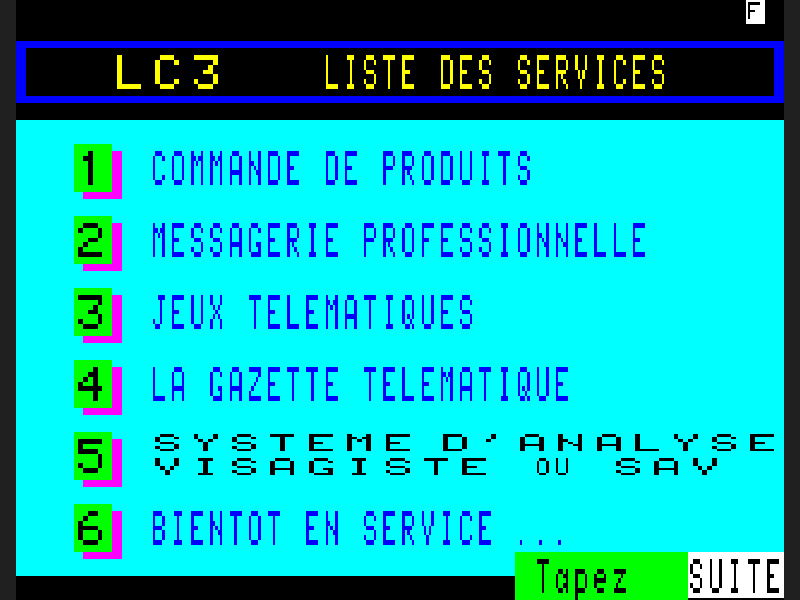 F
LC3 LISTE DES SERVICES
1 COMMANDE DE PRODUITS
2 MESSAGERIE PROFESSIONNELLE
3 JEUX TELEMATIQUES
4 LA GAZETTE TELEMATIQUE
5 SYSTEME D'ANALYSE
VISAGISTE OU SAV
6 BIENTOT EN SERVICE ...
Tapez SUITE